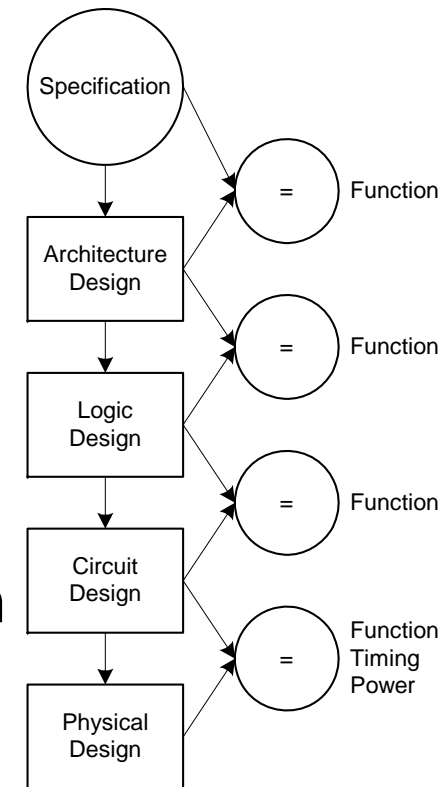 Specification
=
Function
Architecture
Design
=
Function
Logic
Design
=
Function
Circuit
Design
n
=
Function
Timing
Power
Physical
Design